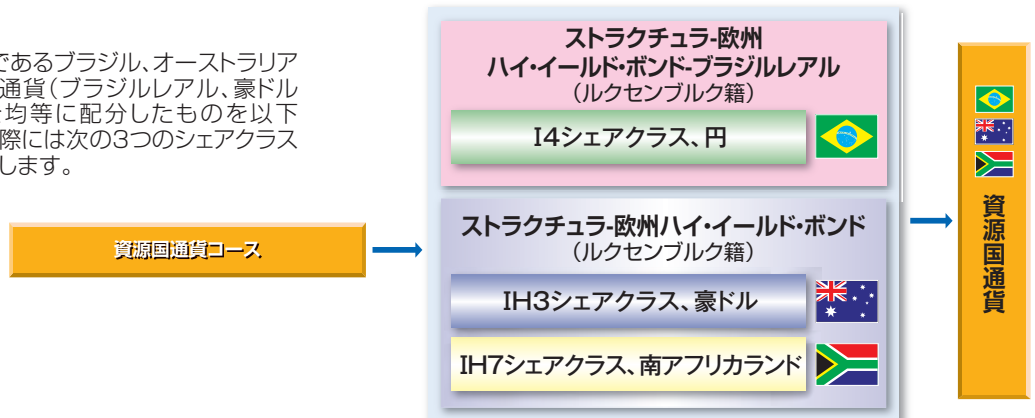 であるブラジル、オーストラリア
通貨(ブラジルレアル、豪ドル
均等に配分したものを以下
際には次の3つのシェアクラス
します。
資源国通貨コース
ストラクチュラ-欧州
ハイ・イールド・ボンド-ブラジルレアル
(ルクセンブルク籍)
I4シェアクラス、円
ストラクチュラ-欧州ハイ・イールド・ボンド
(ルクセンブルク籍)
IH3シェアクラス、豪ドル
IH7シェアクラス、南アフリカランド
資源国通貨